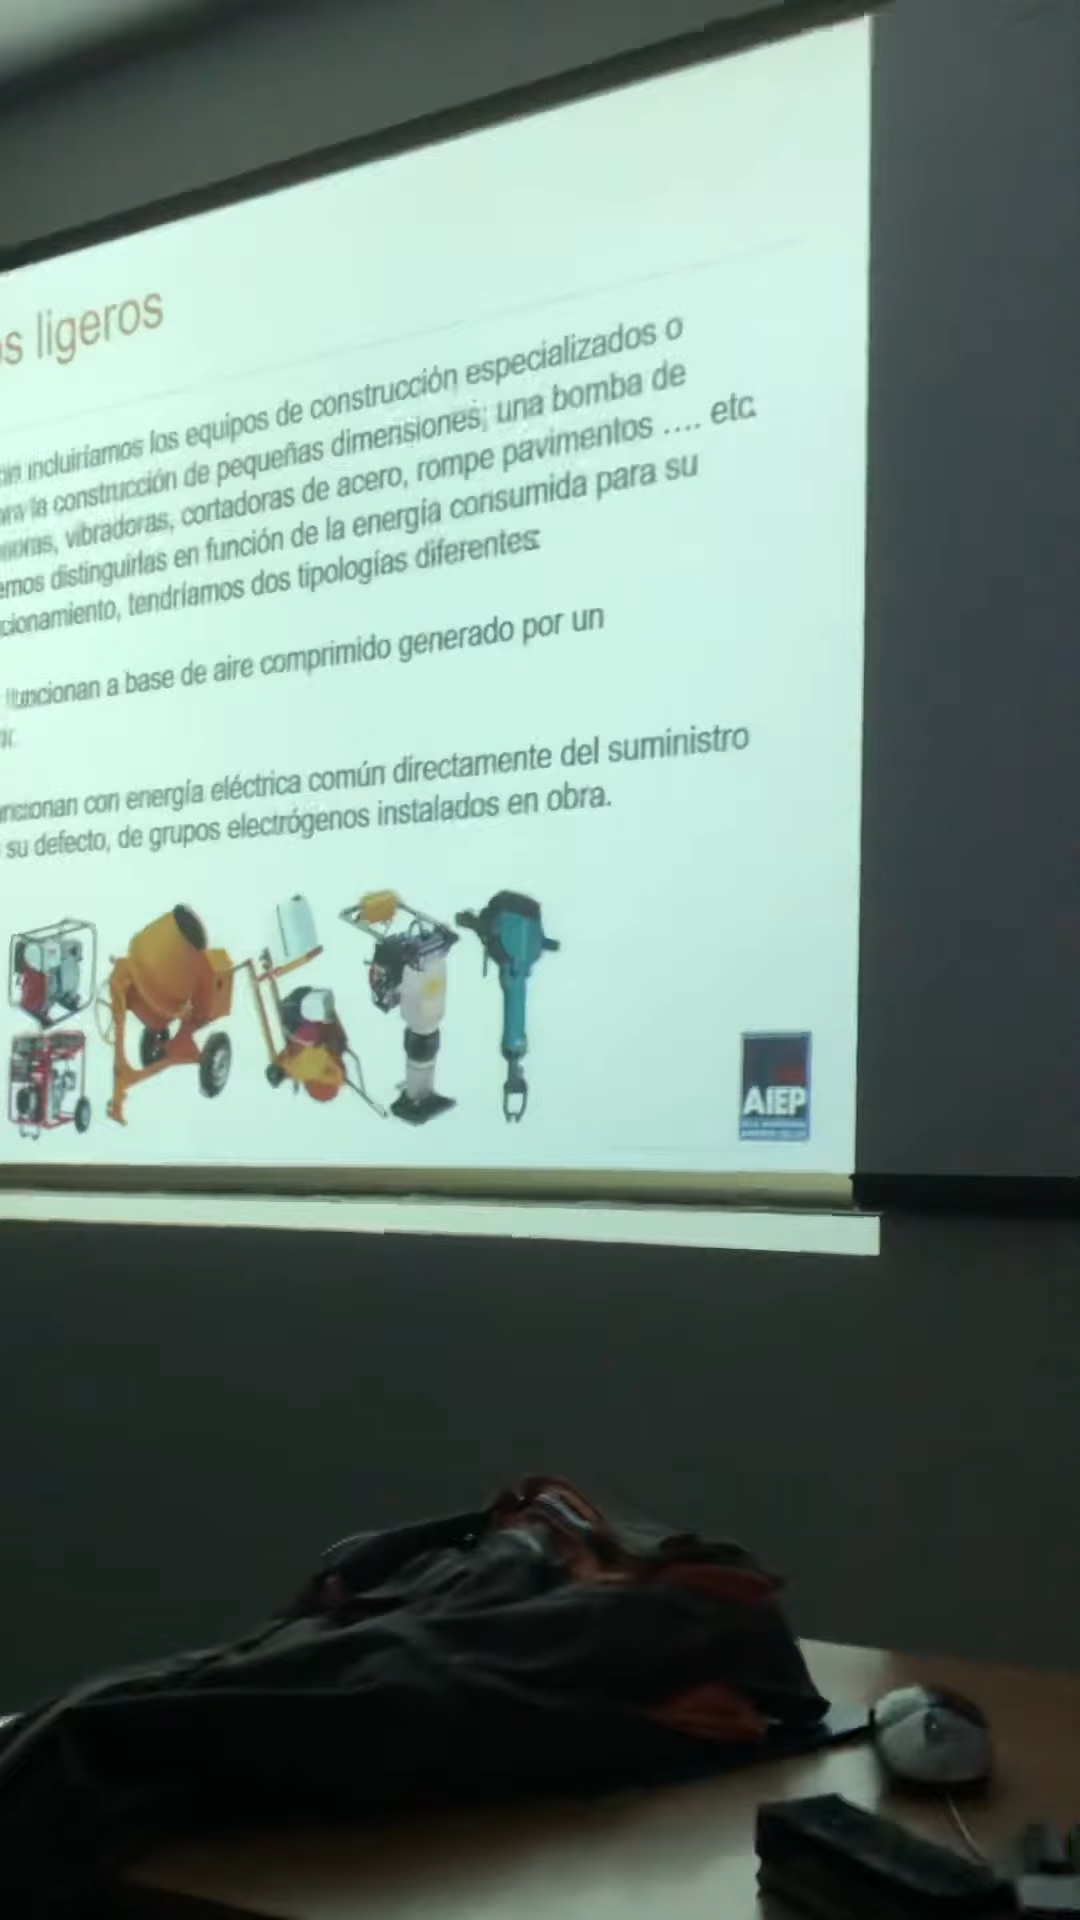 ligeros
incluiríamos los equipos de construcción especializados o
la construcción de pequeñas dimensiones; una bomba de
vibradoras, cortadoras de acero, rompe pavimentos .... etc.
distinguirlas en función de la energía consumida para su
tendríamos dos tipologías diferentes:
funcionan a base de aire comprimido generado por un
con energía eléctrica común directamente del suministro
su defecto, de grupos electrógenos instalados en obra.
AIEP